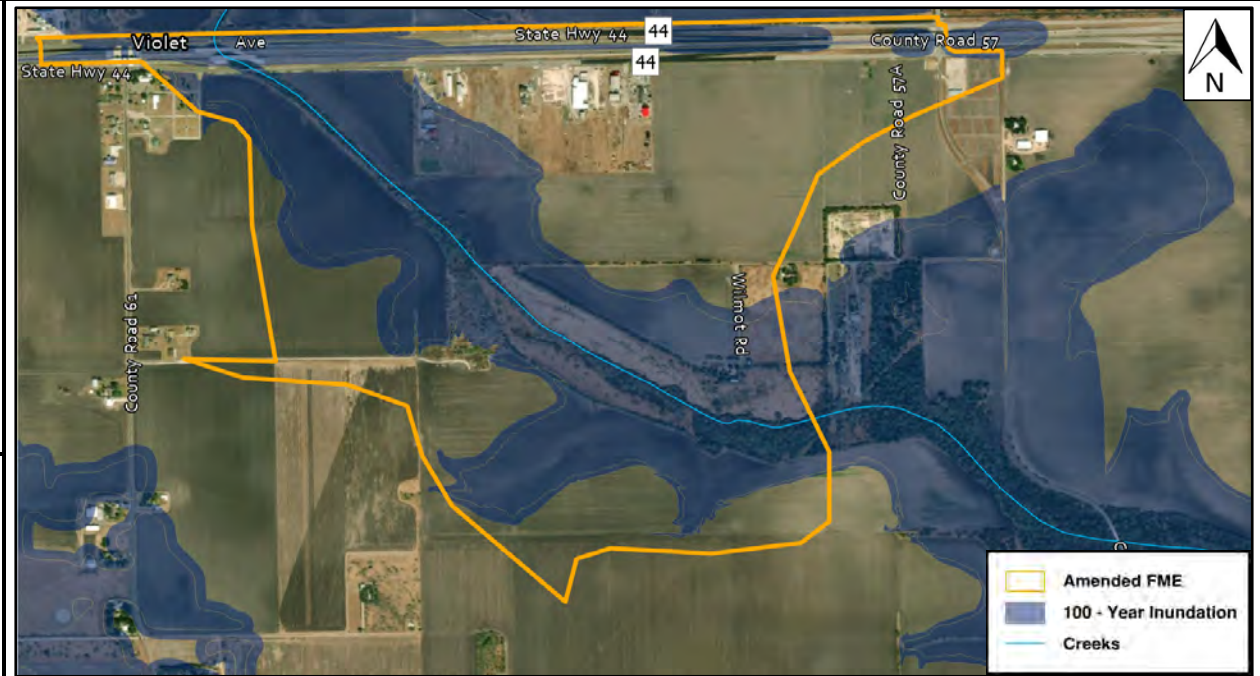 State Hwy 44
44
Violet
Ave
County Road 57
N
44
State Hwy 44
County Road 57A
Wilmot Rd
County Road 61
Amended FME
100 - Year Inundation
Creeks